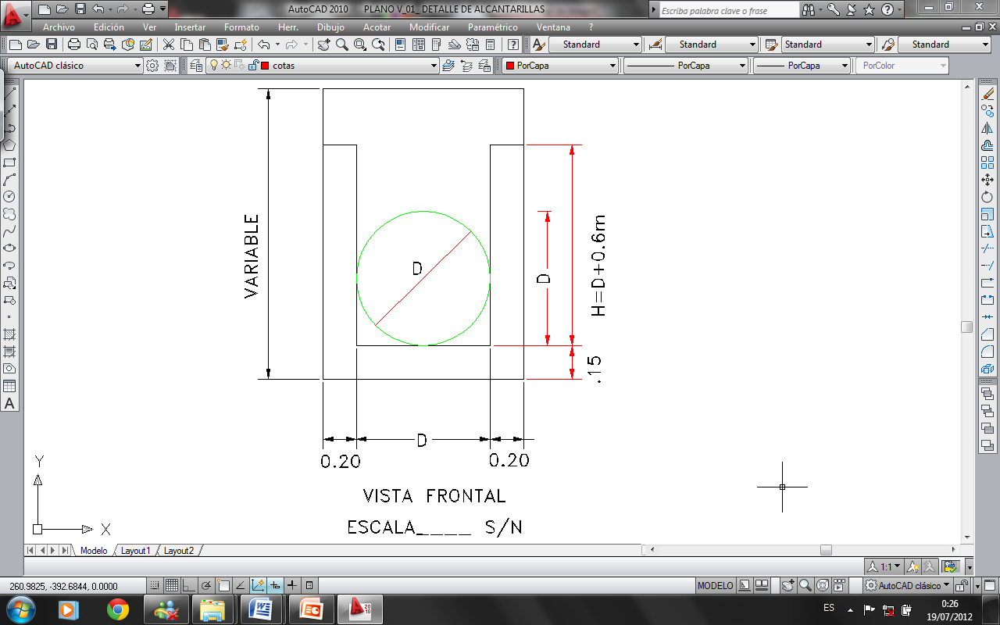 AutoCAD 2010 PLANO V_01_ DETALLE DE ALCANTARILLAS
Escriba palabra clave o frase
Archivo Edición Ver Insertar Formato Herr. Dibujo Acotar Modificar Paramétrico Ventana ?
Standard Standard Standard Standard
AutoCAD clásico cotas PorCapa PorCapa PorCapa PorColor
VARIABLE
D
D
H=D+0.6m
.15
D
0.20 0.20
VISTA FRONTAL
ESCALA____ S/N
Y
X
A
Modelo Layout1 Layout2
1:1
260.9825, -392.6844, 0.0000 MODELO AutoCAD clásico
ES 0:26
19/07/2012